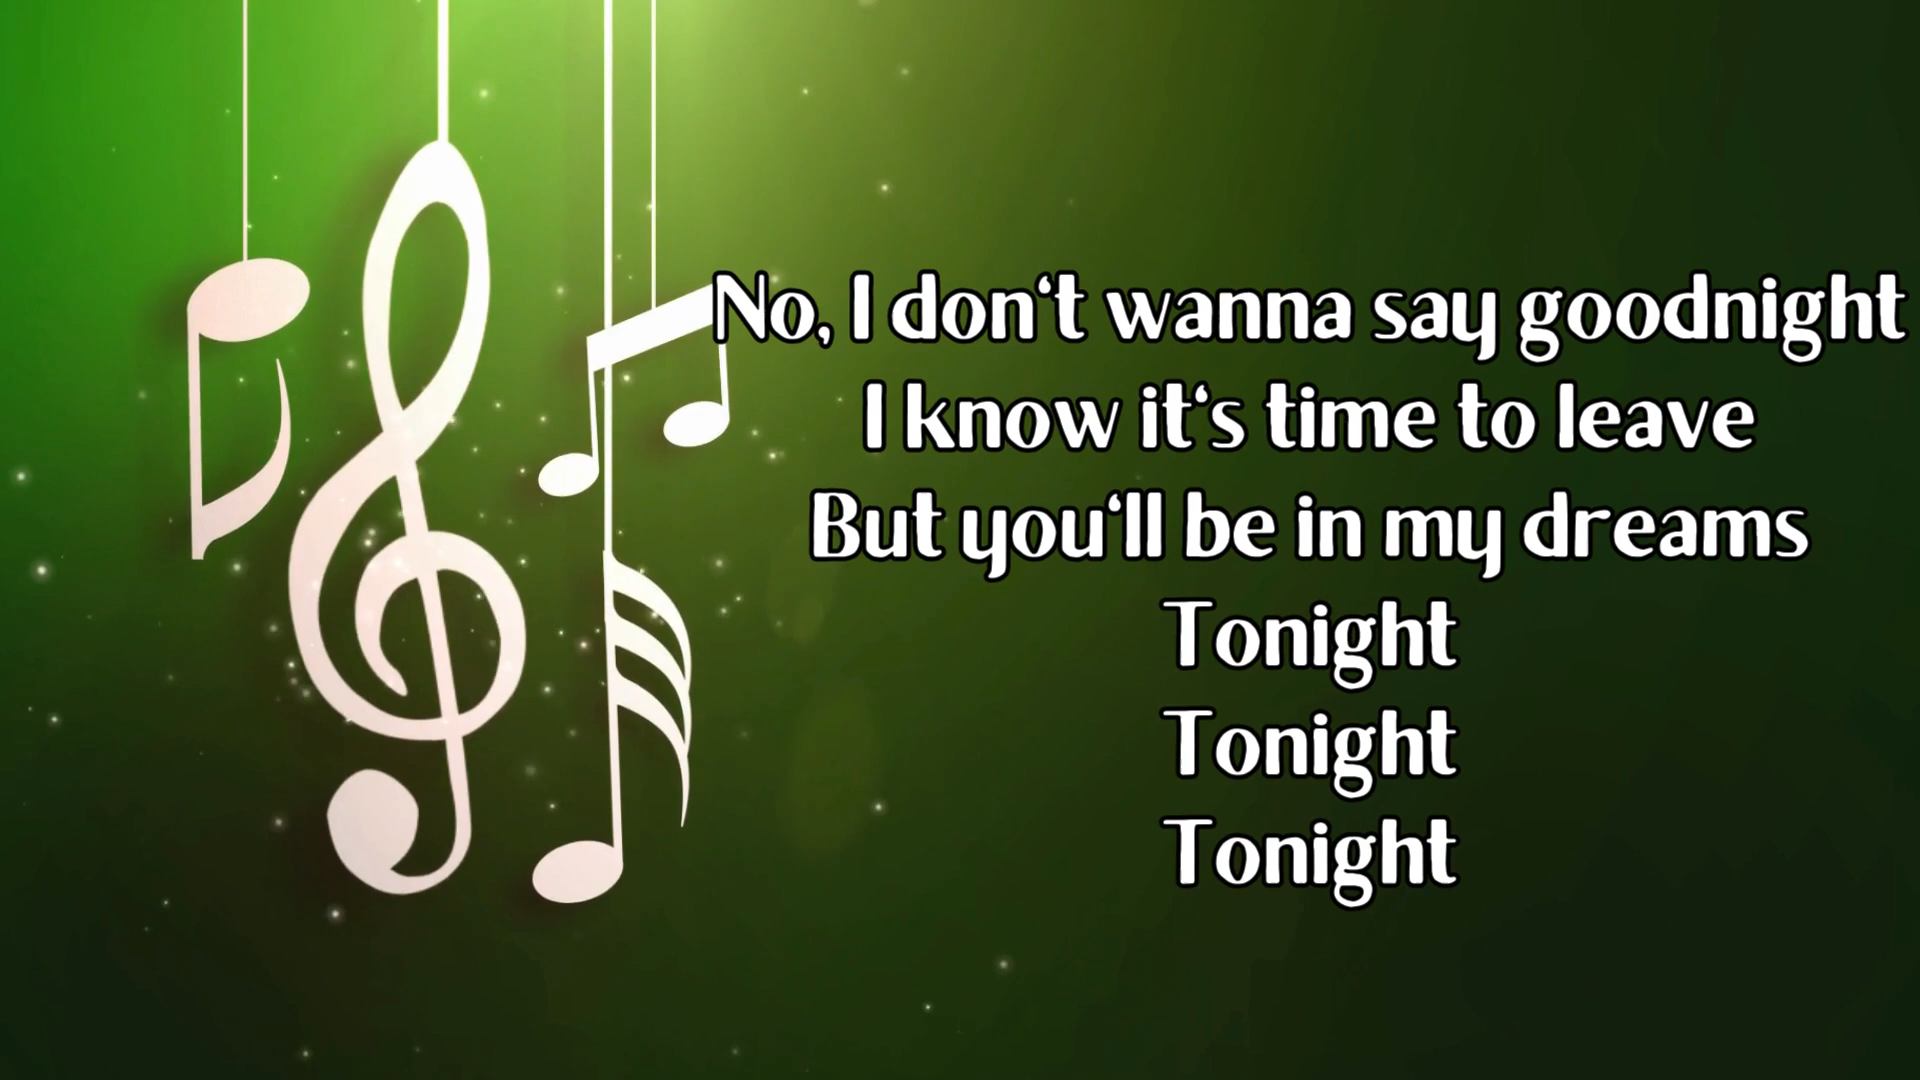 No, I don't wanna say goodnight
I know it's time to leave
But you'll be in my dreams
Tonight
Tonight
Tonight